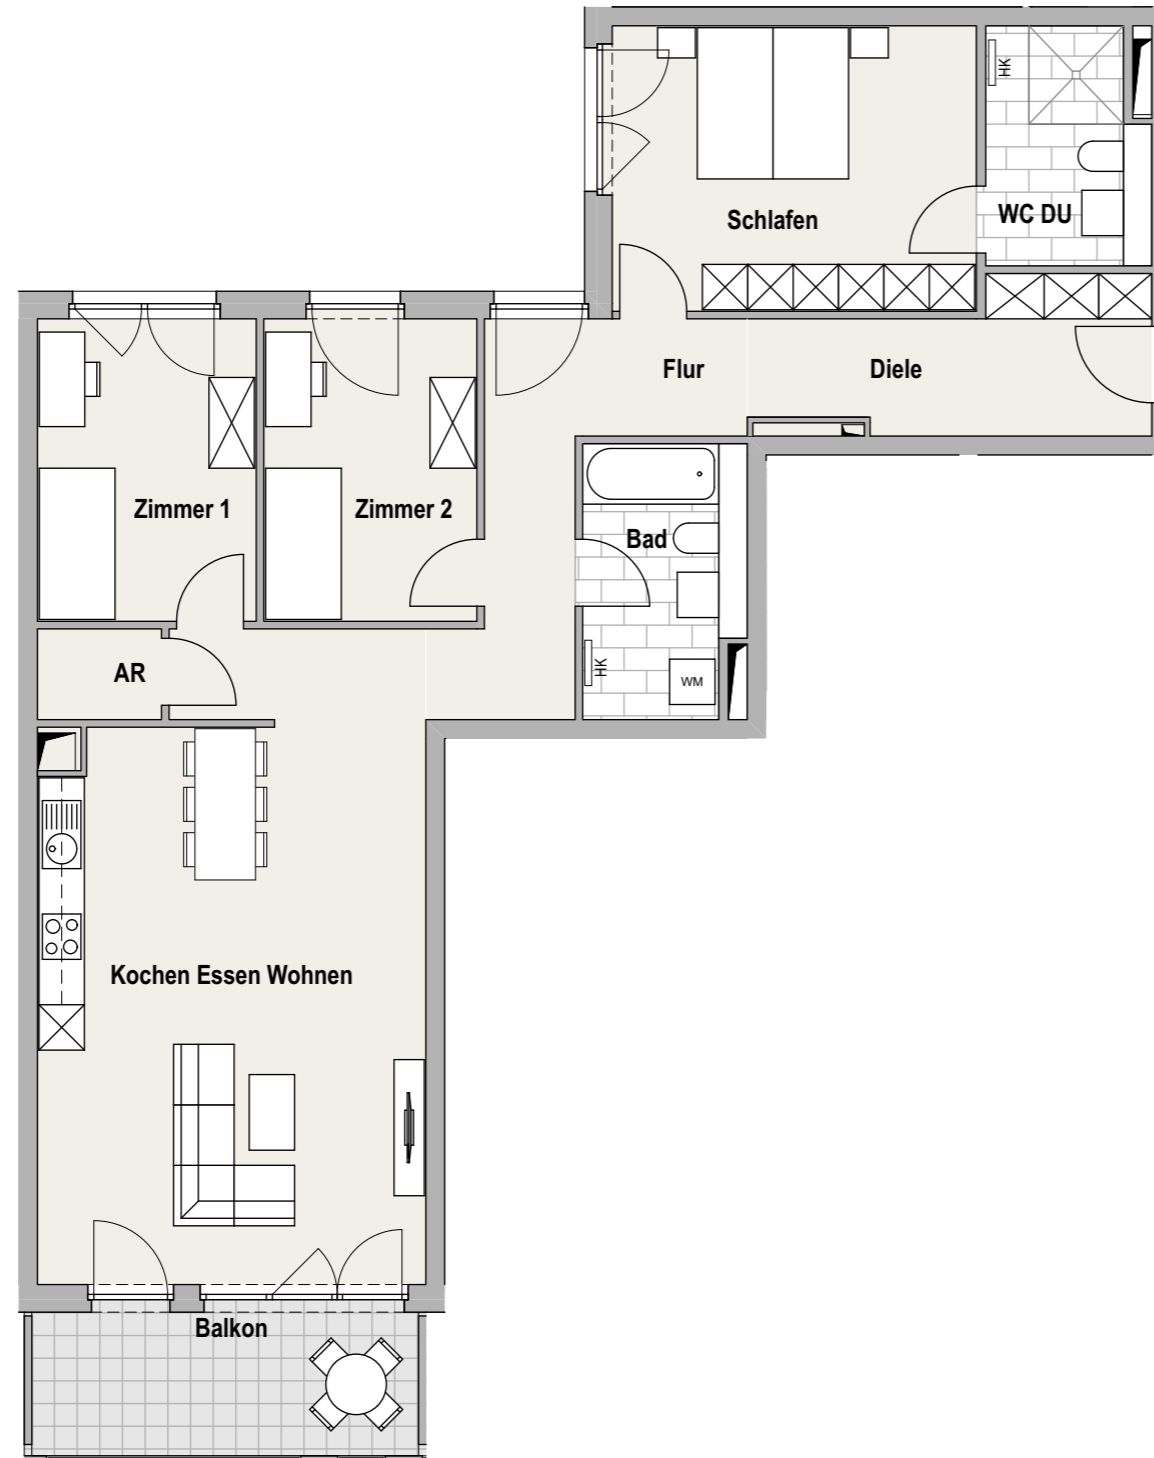 HK
Schlafen
WC DU
Flur
Diele
Zimmer 1
Zimmer 2
Bad
AR
HK
WM
Kochen Essen Wohnen
Balkon